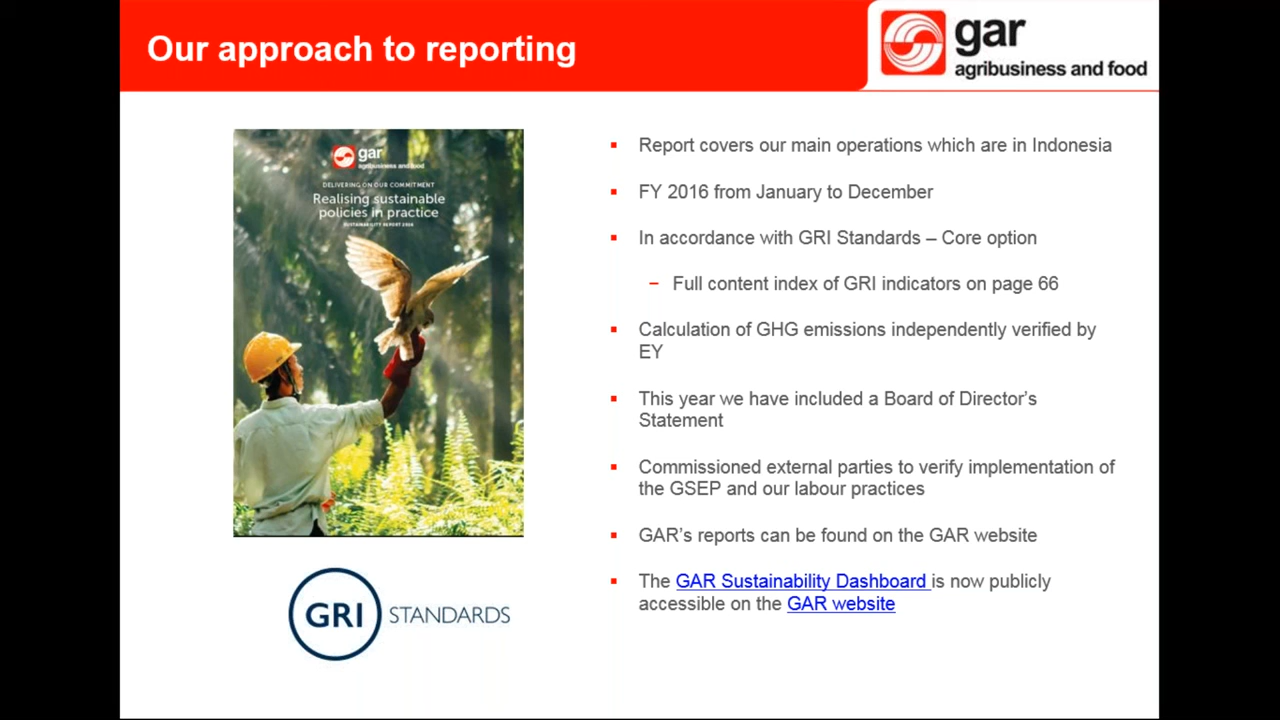 Our approach to reporting
gar
agribusiness and food
gar
agribusiness and food
DELIVERING ON OUR COMMITMENT
Realising sustainable
policies in practice
SUSTAINABILITY REPORT 2016
GRI STANDARDS
Report covers our main operations which are in Indonesia
FY 2016 from January to December
In accordance with GRI Standards – Core option
– Full content index of GRI indicators on page 66
Calculation of GHG emissions independently verified by
EY
This year we have included a Board of Director's
Statement
Commissioned external parties to verify implementation of
the GSEP and our labour practices
GAR's reports can be found on the GAR website
The GAR Sustainability Dashboard is now publicly
accessible on the GAR website